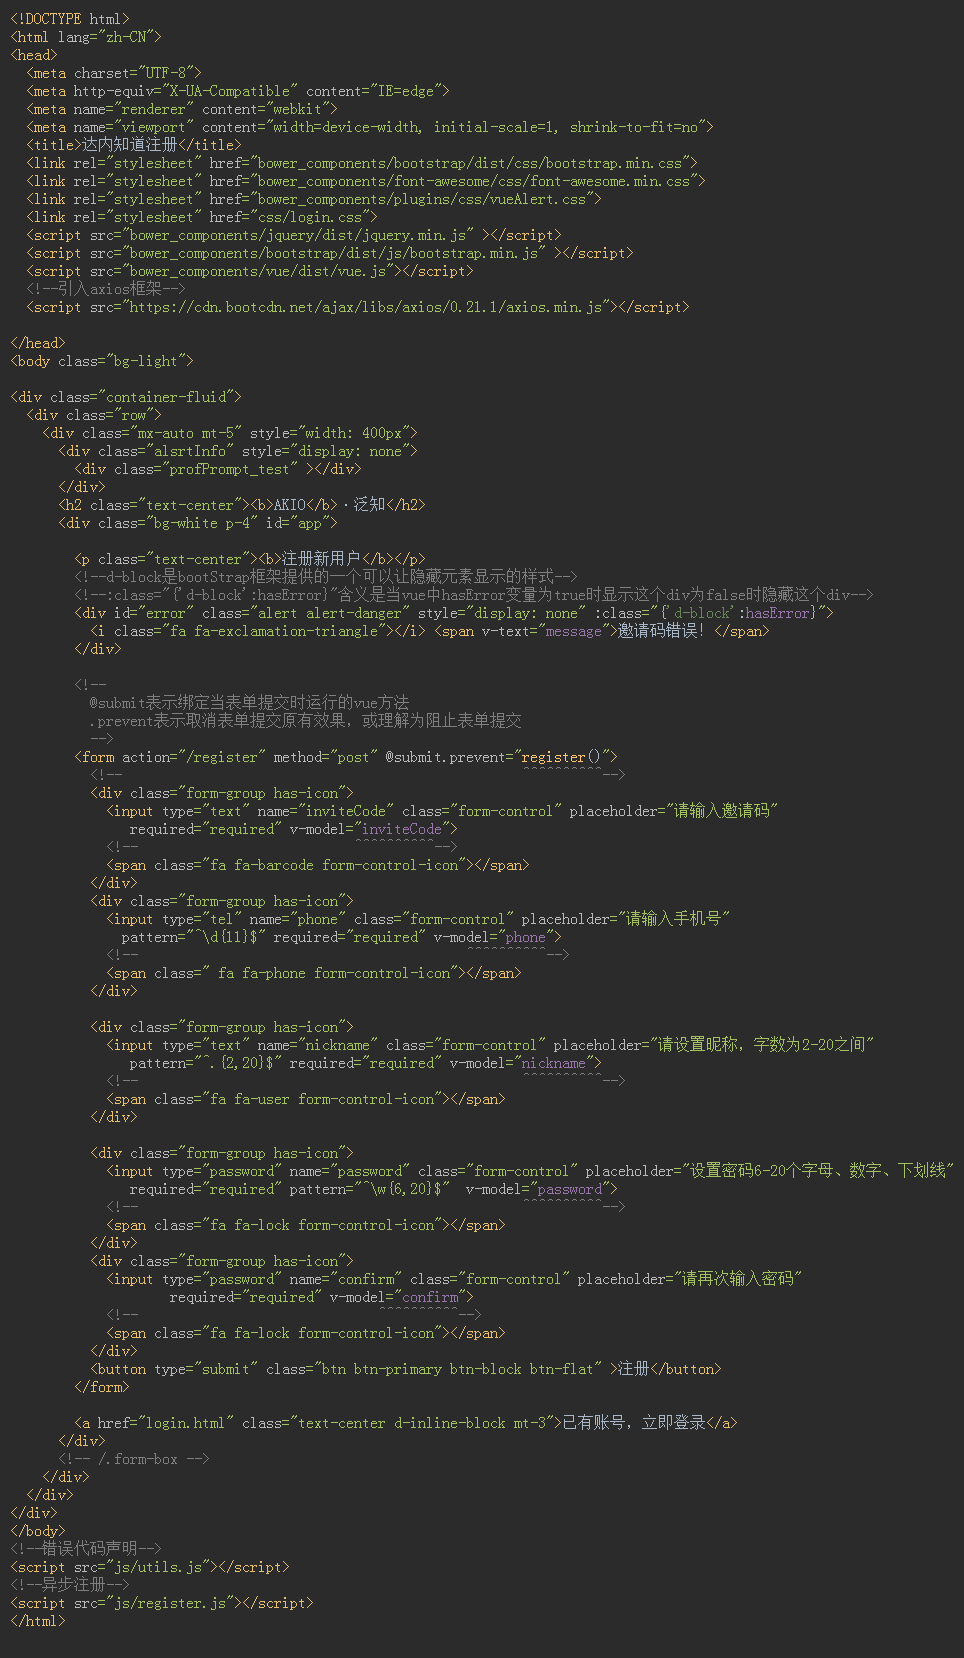 <!DOCTYPE html>
<html lang="zh-CN">
<head>
  <meta charset="UTF-8">
  <meta http-equiv="X-UA-Compatible" content="IE=edge">
  <meta name="renderer" content="webkit">
  <meta name="viewport" content="width=device-width, initial-scale=1, shrink-to-fit=no">
  <title>达内知道注册</title>
  <link rel="stylesheet" href="bower_components/bootstrap/dist/css/bootstrap.min.css">
  <link rel="stylesheet" href="bower_components/font-awesome/css/font-awesome.min.css">
  <link rel="stylesheet" href="bower_components/plugins/css/vueAlert.css">
  <link rel="stylesheet" href="css/login.css">
  <script src="bower_components/jquery/dist/jquery.min.js" ></script>
  <script src="bower_components/bootstrap/dist/js/bootstrap.min.js" ></script>
  <script src="bower_components/vue/dist/vue.js"></script>
  <!--引入axios框架-->
  <script src="https://cdn.bootcdn.net/ajax/libs/axios/0.21.1/axios.min.js"></script>

</head>
<body class="bg-light">

<div class="container-fluid">
  <div class="row">
    <div class="mx-auto mt-5" style="width: 400px">
      <div class="alsrtInfo" style="display: none">
        <div class="profPrompt_test" ></div>
      </div>
      <h2 class="text-center"><b>AKIO</b>·泛知</h2>
      <div class="bg-white p-4" id="app">

        <p class="text-center"><b>注册新用户</b></p>
        <!--d-block是bootStrap框架提供的一个可以让隐藏元素显示的样式-->
        <!--:class="{'d-block':hasError}"含义是当vue中hasError变量为true时显示这个div为false时隐藏这个div-->
        <div id="error" class="alert alert-danger" style="display: none" :class="{'d-block':hasError}">
          <i class="fa fa-exclamation-triangle"></i> <span v-text="message">邀请码错误！</span>
        </div>

        <!--
          @submit表示绑定当表单提交时运行的vue方法
          .prevent表示取消表单提交原有效果，或理解为阻止表单提交
          -->
        <form action="/register" method="post" @submit.prevent="register()">
          <!--                                                  ^^^^^^^^^^-->
          <div class="form-group has-icon">
            <input type="text" name="inviteCode" class="form-control" placeholder="请输入邀请码"
               required="required" v-model="inviteCode">
            <!--                           ^^^^^^^^^^-->
            <span class="fa fa-barcode form-control-icon"></span>
          </div>
          <div class="form-group has-icon">
            <input type="tel" name="phone" class="form-control" placeholder="请输入手机号"
              pattern="^\d{11}$" required="required" v-model="phone">
            <!--                                         ^^^^^^^^^^-->
            <span class=" fa fa-phone form-control-icon"></span>
          </div>

          <div class="form-group has-icon">
            <input type="text" name="nickname" class="form-control" placeholder="请设置昵称，字数为2-20之间"
               pattern="^.{2,20}$" required="required" v-model="nickname">
            <!--                                                ^^^^^^^^^^-->
            <span class="fa fa-user form-control-icon"></span>
          </div>

          <div class="form-group has-icon">
            <input type="password" name="password" class="form-control" placeholder="设置密码6-20个字母、数字、下划线"
               required="required" pattern="^\w{6,20}$"  v-model="password">
            <!--                                                ^^^^^^^^^^-->
            <span class="fa fa-lock form-control-icon"></span>
          </div>
          <div class="form-group has-icon">
            <input type="password" name="confirm" class="form-control" placeholder="请再次输入密码"
                    required="required" v-model="confirm">
            <!--                              ^^^^^^^^^^-->
            <span class="fa fa-lock form-control-icon"></span>
          </div>
          <button type="submit" class="btn btn-primary btn-block btn-flat" >注册</button>
        </form>

        <a href="login.html" class="text-center d-inline-block mt-3">已有账号，立即登录</a>
      </div>
      <!-- /.form-box -->
    </div>
  </div>
</div>
</body>
<!--错误代码声明-->
<script src="js/utils.js"></script>
<!--异步注册-->
<script src="js/register.js"></script>
</html>